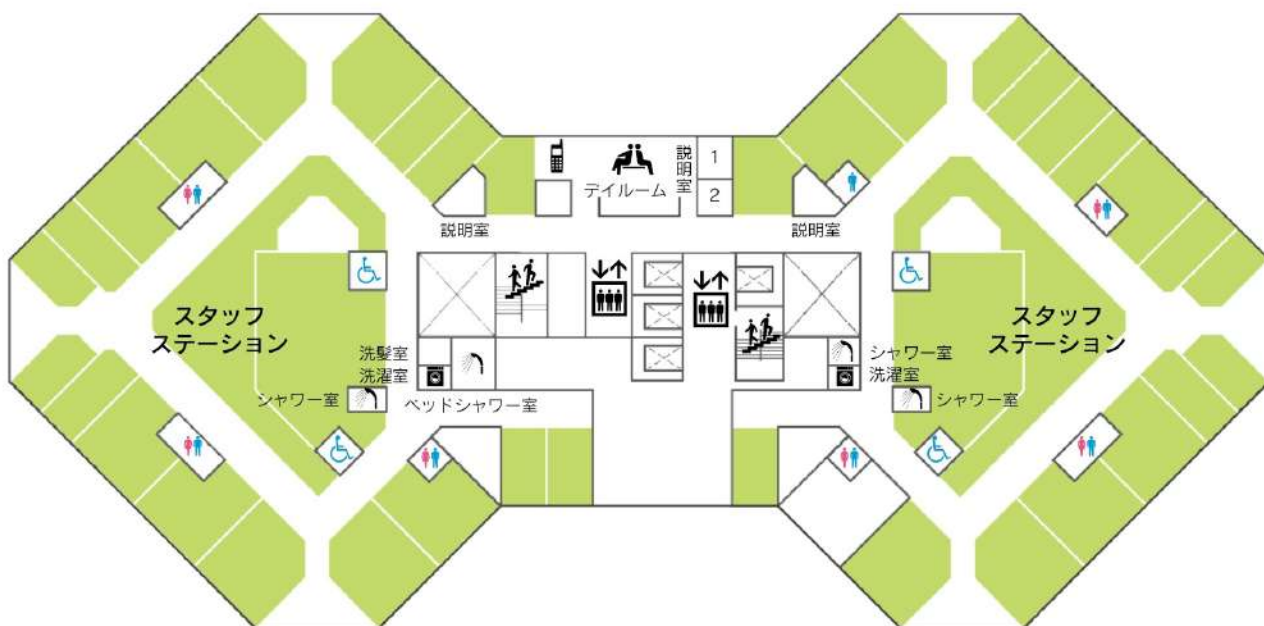 説明室
1
2
デイルーム
説明室
説明室
スタッフ
ステーション
スタッフ
ステーション
洗髪室
洗濯室
シャワー室
洗濯室
シャワー室
ベッドシャワー室
シャワー室